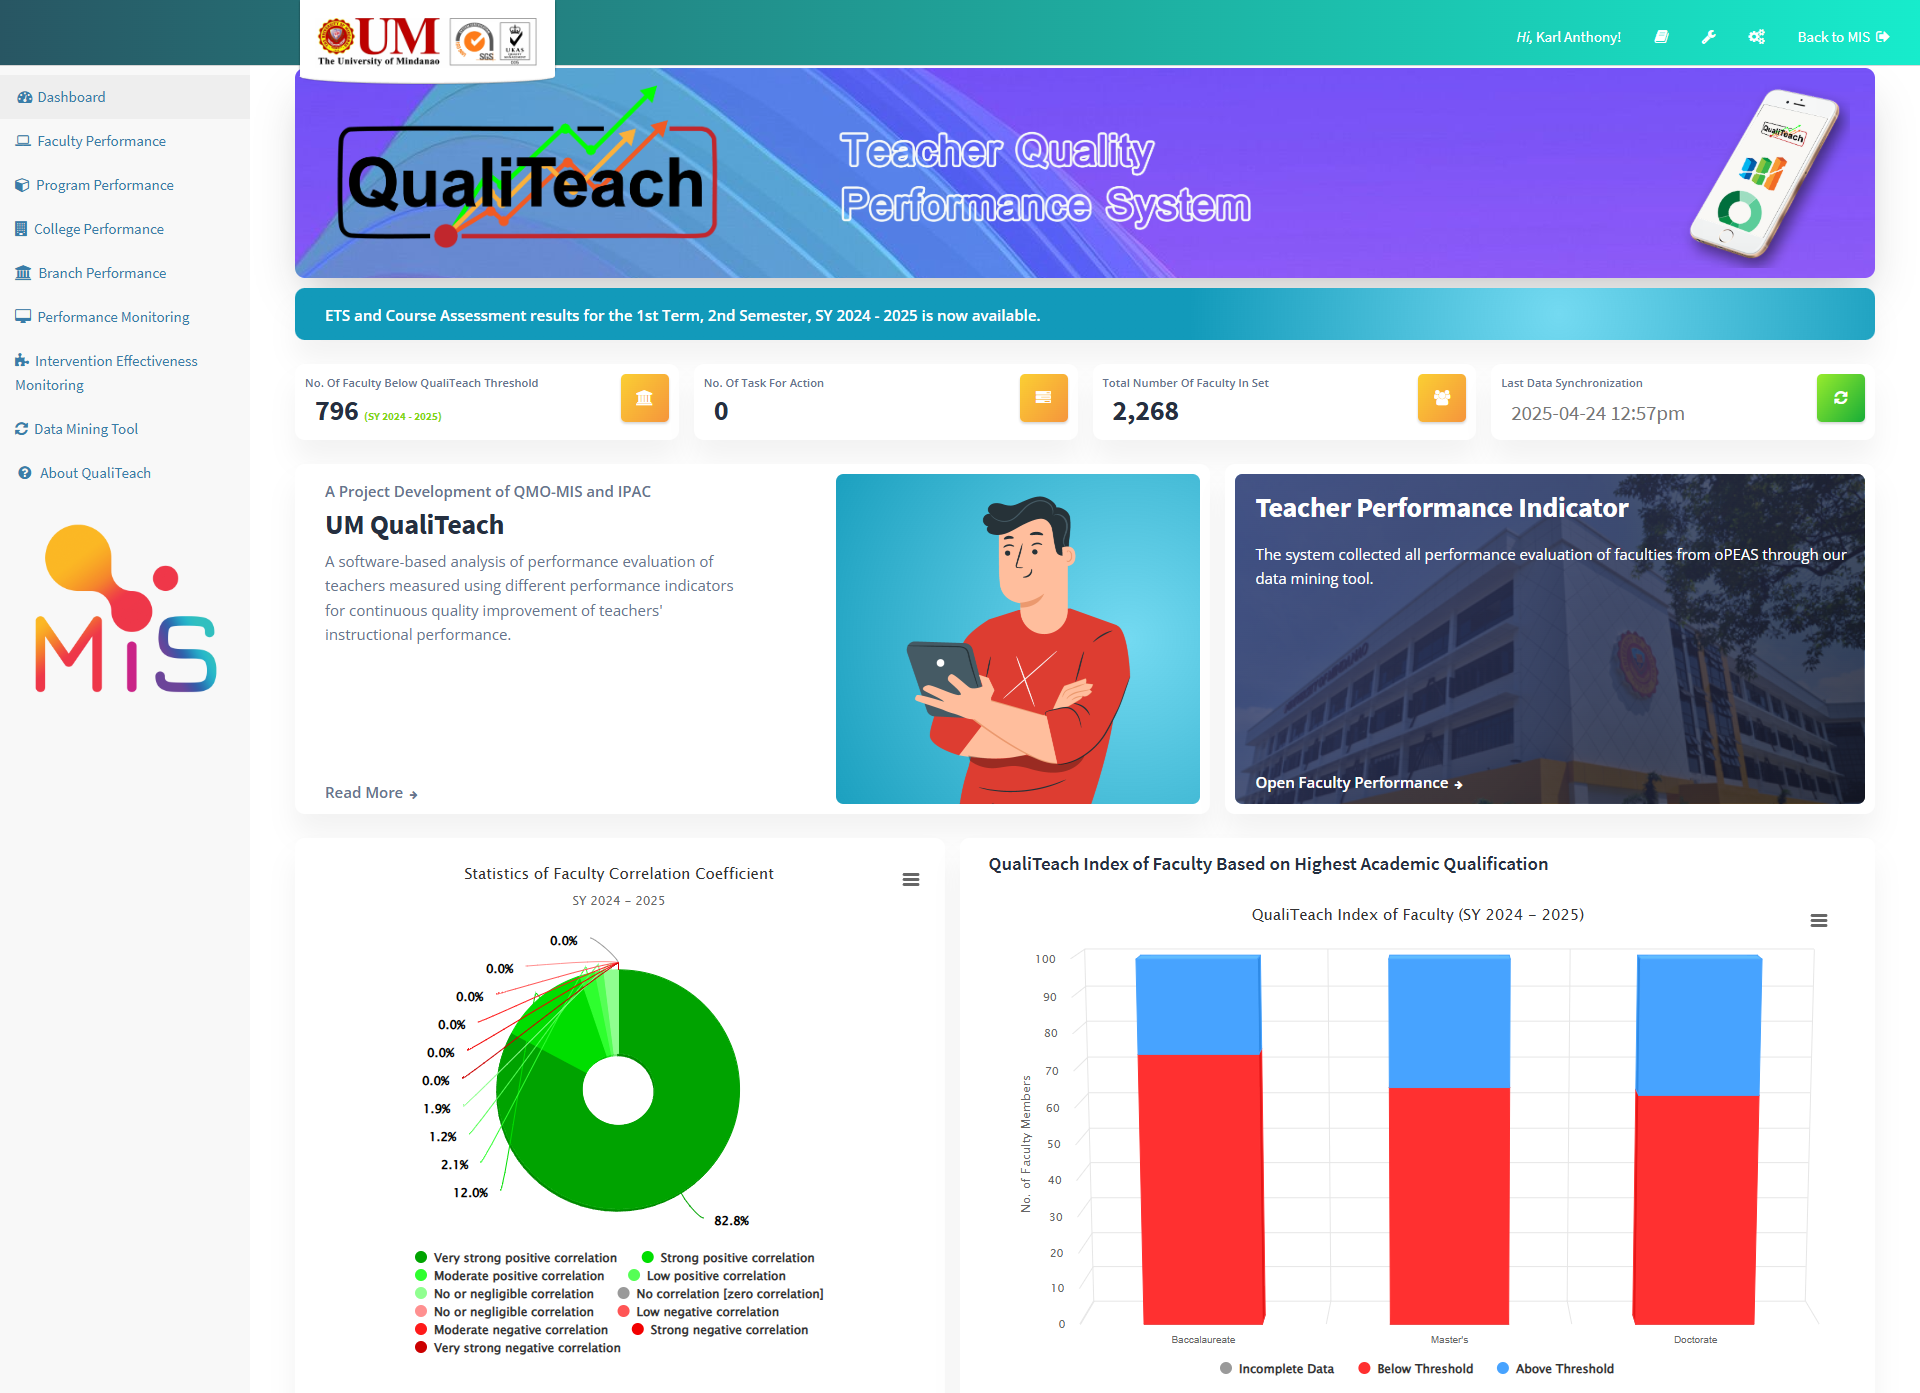 UM
The University of Mindanao
SGS
UKAS
Hi, Karl Anthony!
Back to MIS
Dashboard
Faculty Performance
Program Performance
College Performance
Branch Performance
Performance Monitoring
Intervention Effectiveness
Monitoring
Data Mining Tool
About QualiTeach
MiS
QualiTeach
Teacher Quality
Performance System
QualiTeach
ETS and Course Assessment results for the 1st Term, 2nd Semester, SY 2024 - 2025 is now available.
No. Of Faculty Below QualiTeach Threshold
796 (SY 2024 - 2025)
No. Of Task For Action
0
Total Number Of Faculty In Set
2,268
Last Data Synchronization
2025-04-24 12:57pm
A Project Development of QMO-MIS and IPAC
UM QualiTeach
A software-based analysis of performance evaluation of
teachers measured using different performance indicators
for continuous quality improvement of teachers'
instructional performance.
Read More
Teacher Performance Indicator
The system collected all performance evaluation of faculties from oPEAS through our
data mining tool.
Open Faculty Performance
Statistics of Faculty Correlation Coefficient
SY 2024 - 2025
0.0%
0.0%
0.0%
0.0%
0.0%
0.0%
1.9%
1.2%
2.1%
12.0%
82.8%
Very strong positive correlation
Strong positive correlation
Moderate positive correlation
Low positive correlation
No or negligible correlation
No correlation [zero correlation]
No or negligible correlation
Low negative correlation
Moderate negative correlation
Strong negative correlation
Very strong negative correlation
QualiTeach Index of Faculty Based on Highest Academic Qualification
QualiTeach Index of Faculty (SY 2024 - 2025)
No. of Faculty Members
100
90
80
70
60
50
40
30
20
10
0
Baccalaureate
Master's
Doctorate
Incomplete Data
Below Threshold
Above Threshold